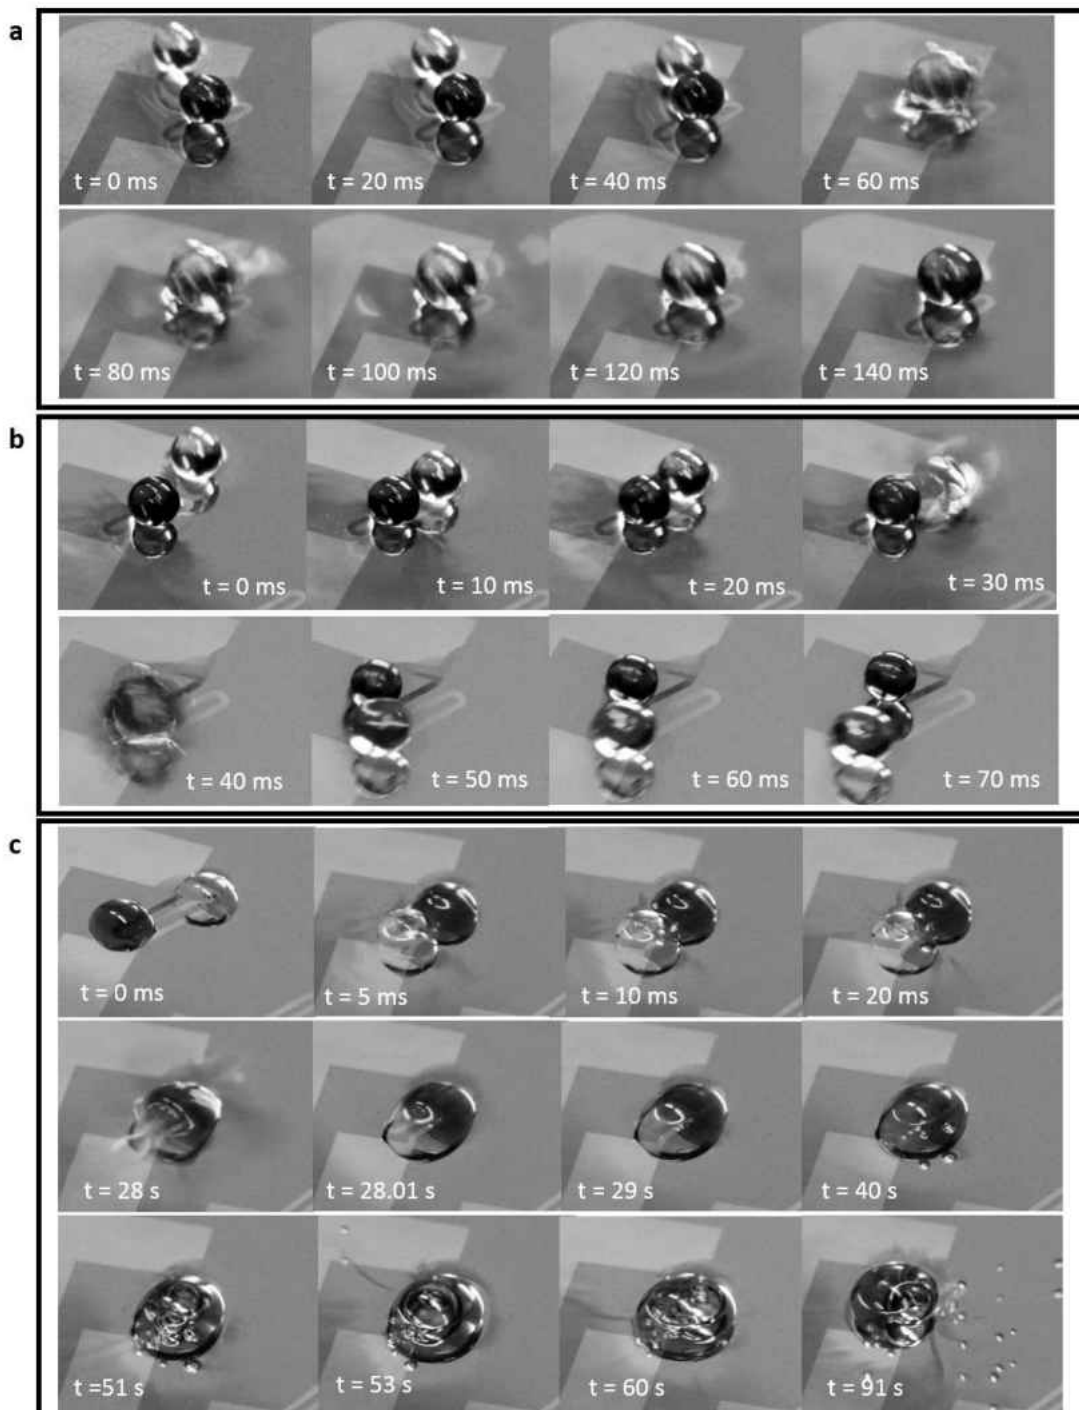 a
t = 0 ms
t = 20 ms
t = 40 ms
t = 60 ms
t = 80 ms
t = 100 ms
t = 120 ms
t = 140 ms
b
t = 0 ms
t = 10 ms
t = 20 ms
t = 30 ms
t = 40 ms
t = 50 ms
t = 60 ms
t = 70 ms
c
t = 0 ms
t = 5 ms
t = 10 ms
t = 20 ms
t = 28 s
t = 28.01 s
t = 29 s
t = 40 s
t =51 s
t = 53 s
t = 60 s
t = 91 s